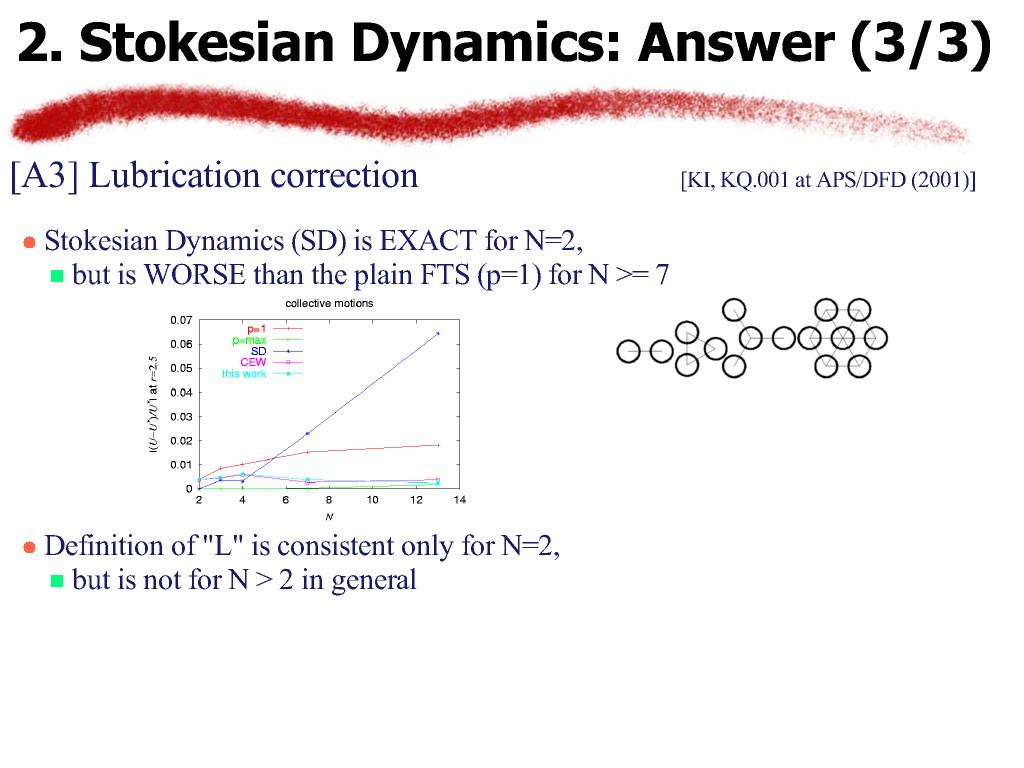 2. Stokesian Dynamics: Answer (3/3)
[A3] Lubrication correction
[KI, KQ.001 at APS/DFD (2001)]
Stokesian Dynamics (SD) is EXACT for N=2,
but is WORSE than the plain FTS (p=1) for N >= 7
collective motions
0.07
0.06
0.05
0.04
0.03
0.02
0.01
0
|(U−U*)/U*| at r=2.5
p=1
p=max
SD
CEW
this work
2 4 6 8 10 12 14
N
Definition of "L" is consistent only for N=2,
but is not for N > 2 in general